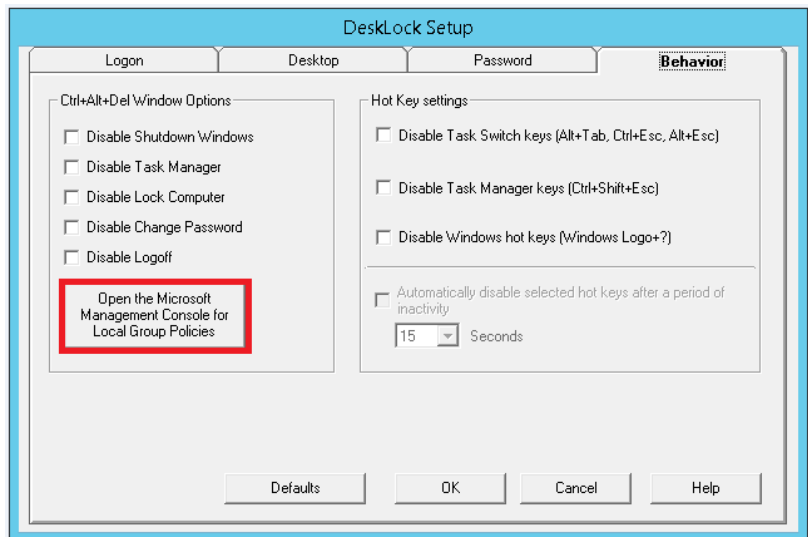 DeskLock Setup
Logon
Desktop
Password
Behavior
Ctrl+Alt+Del Window Options
Disable Shutdown Windows
Disable Task Manager
Disable Lock Computer
Disable Change Password
Disable Logoff
Open the Microsoft
Management Console for
Local Group Policies
Hot Key settings
Disable Task Switch keys (Alt+Tab, Ctrl+Esc, Alt+Esc)
Disable Task Manager keys (Ctrl+Shift+Esc)
Disable Windows hot keys (Windows Logo+?)
Automatically disable selected hot keys after a period of
inactivity
15 Seconds
Defaults
OK
Cancel
Help